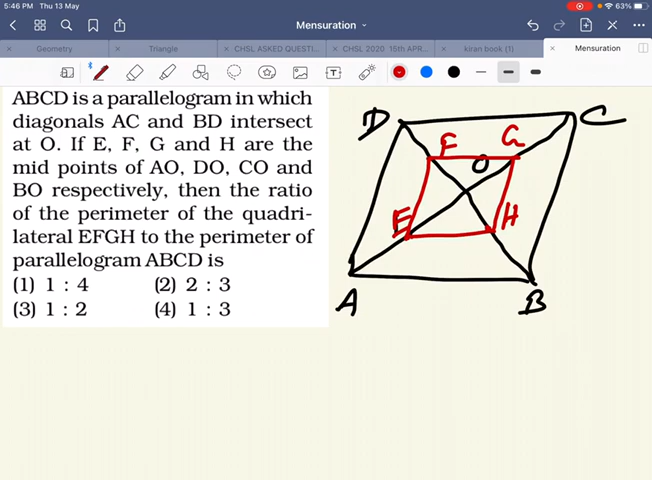 5:46 PM Thu 13 May
63%
Mensuration
Geometry
Triangle
CHSL ASKED QUESTI...
CHSL 2020 15th APR...
kiran book (1)
Mensuration
ABCD is a parallelogram in which
diagonals AC and BD intersect
at O. If E, F, G and H are the
mid points of AO, DO, CO and
BO respectively, then the ratio
of the perimeter of the quadri-
lateral EFGH to the perimeter of
parallelogram ABCD is
(1) 1 : 4 (2) 2 : 3
(3) 1 : 2 (4) 1 : 3
D C
F G
O
E H
A B